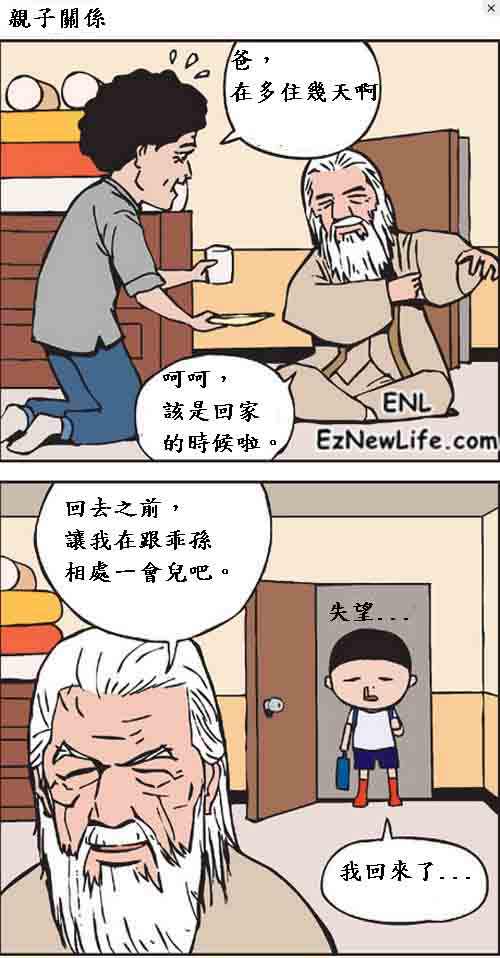 親子關係
×
爸，
在多住幾天啊
呵呵，
該是回家
的時候啦。
ENL
EzNewLife.com
回去之前，
讓我在跟乖孫
相處一會兒吧。
失望...
我回來了...